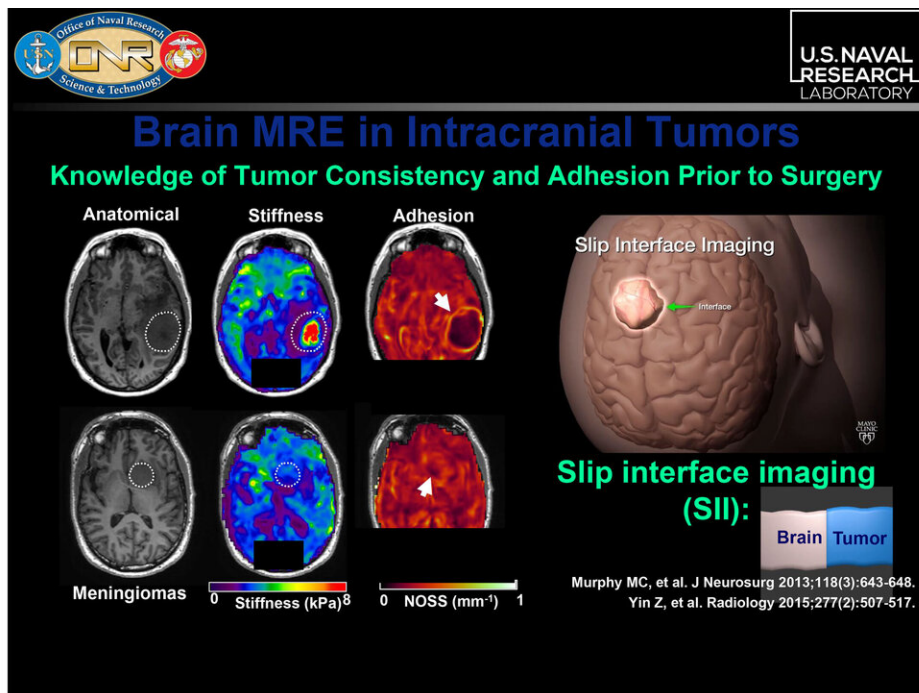 Office of Naval Research
USN
ONR
Science & Technology
U.S. NAVAL
RESEARCH
LABORATORY
Brain MRE in Intracranial Tumors
Knowledge of Tumor Consistency and Adhesion Prior to Surgery
Anatomical
Stiffness
Adhesion
Slip Interface Imaging
Interface
MAYO
CLINIC
Meningiomas
0 Stiffness (kPa) 8
0 NOSS (mm⁻¹) 1
Slip interface imaging
(SII):
Brain Tumor
Murphy MC, et al. J Neurosurg 2013;118(3):643-648.
Yin Z, et al. Radiology 2015;277(2):507-517.